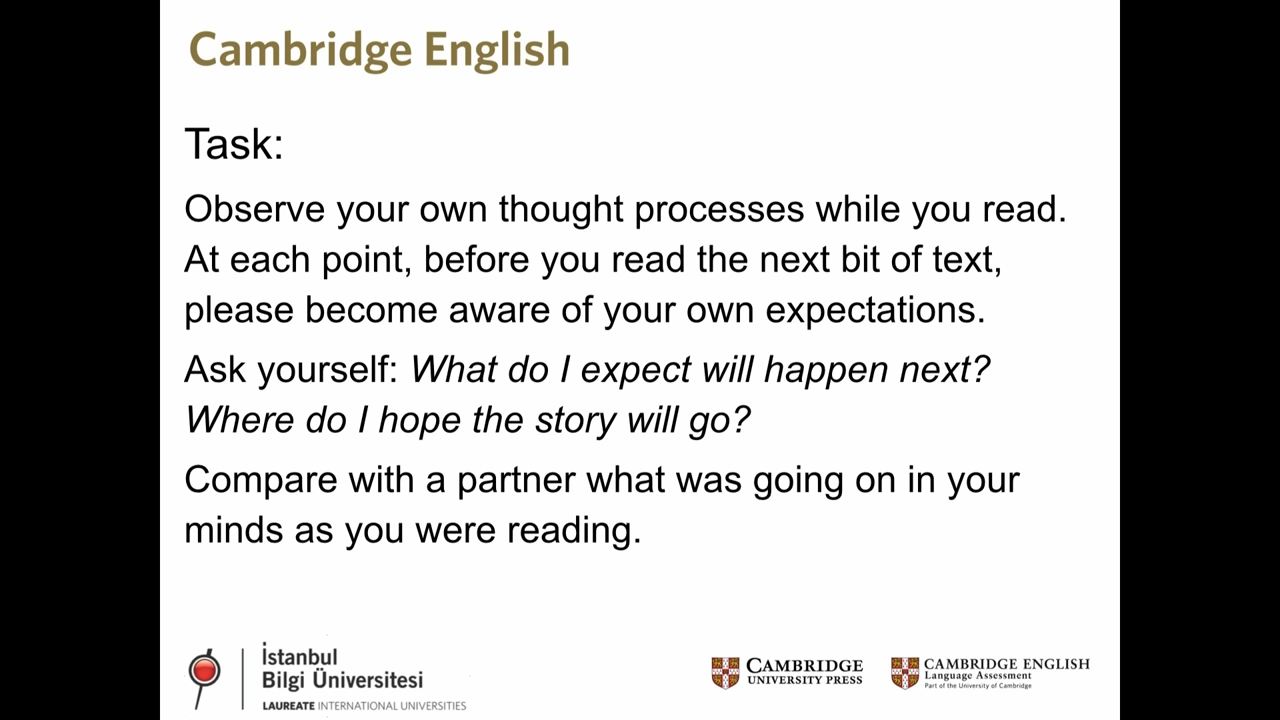 Cambridge English
Task:
Observe your own thought processes while you read.
At each point, before you read the next bit of text,
please become aware of your own expectations.
Ask yourself: What do I expect will happen next?
Where do I hope the story will go?
Compare with a partner what was going on in your
minds as you were reading.
İstanbul
Bilgi Üniversitesi
LAUREATE INTERNATIONAL UNIVERSITIES
CAMBRIDGE
UNIVERSITY PRESS
CAMBRIDGE ENGLISH
Language Assessment
Part of the University of Cambridge